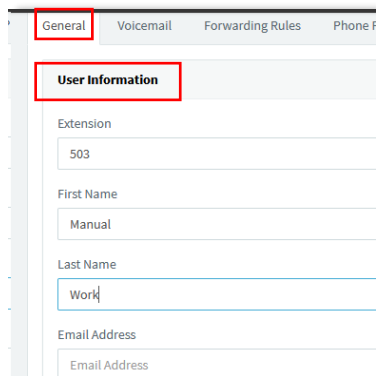 General Voicemail Forwarding Rules Phone
User Information
Extension
503
First Name
Manual
Last Name
Work
Email Address
Email Address